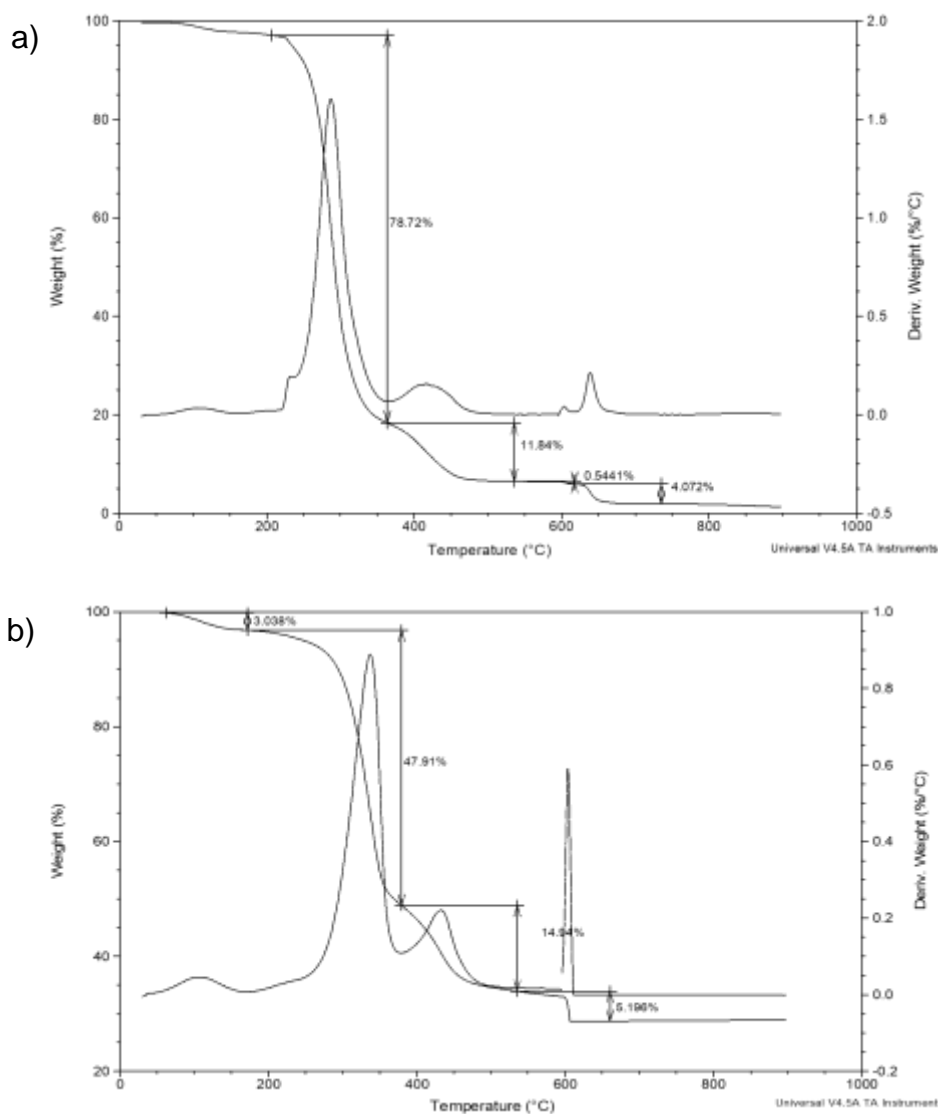 a)
100
80
60
40
20
0
Weight (%)
2.0
1.5
1.0
0.5
0.0
-0.5
Deriv. Weight (%/°C)
78.72%
11.84%
0.5441%
4.072%
0 200 400 600 800 1000
Temperature (°C)
Universal V4.5A TA Instruments
b)
100
80
60
40
20
Weight (%)
1.0
0.8
0.6
0.4
0.2
0.0
-0.2
Deriv. Weight (%/°C)
3.038%
47.91%
14.94%
5.196%
0 200 400 600 800 1000
Temperature (°C)
Universal V4.5A TA Instrument